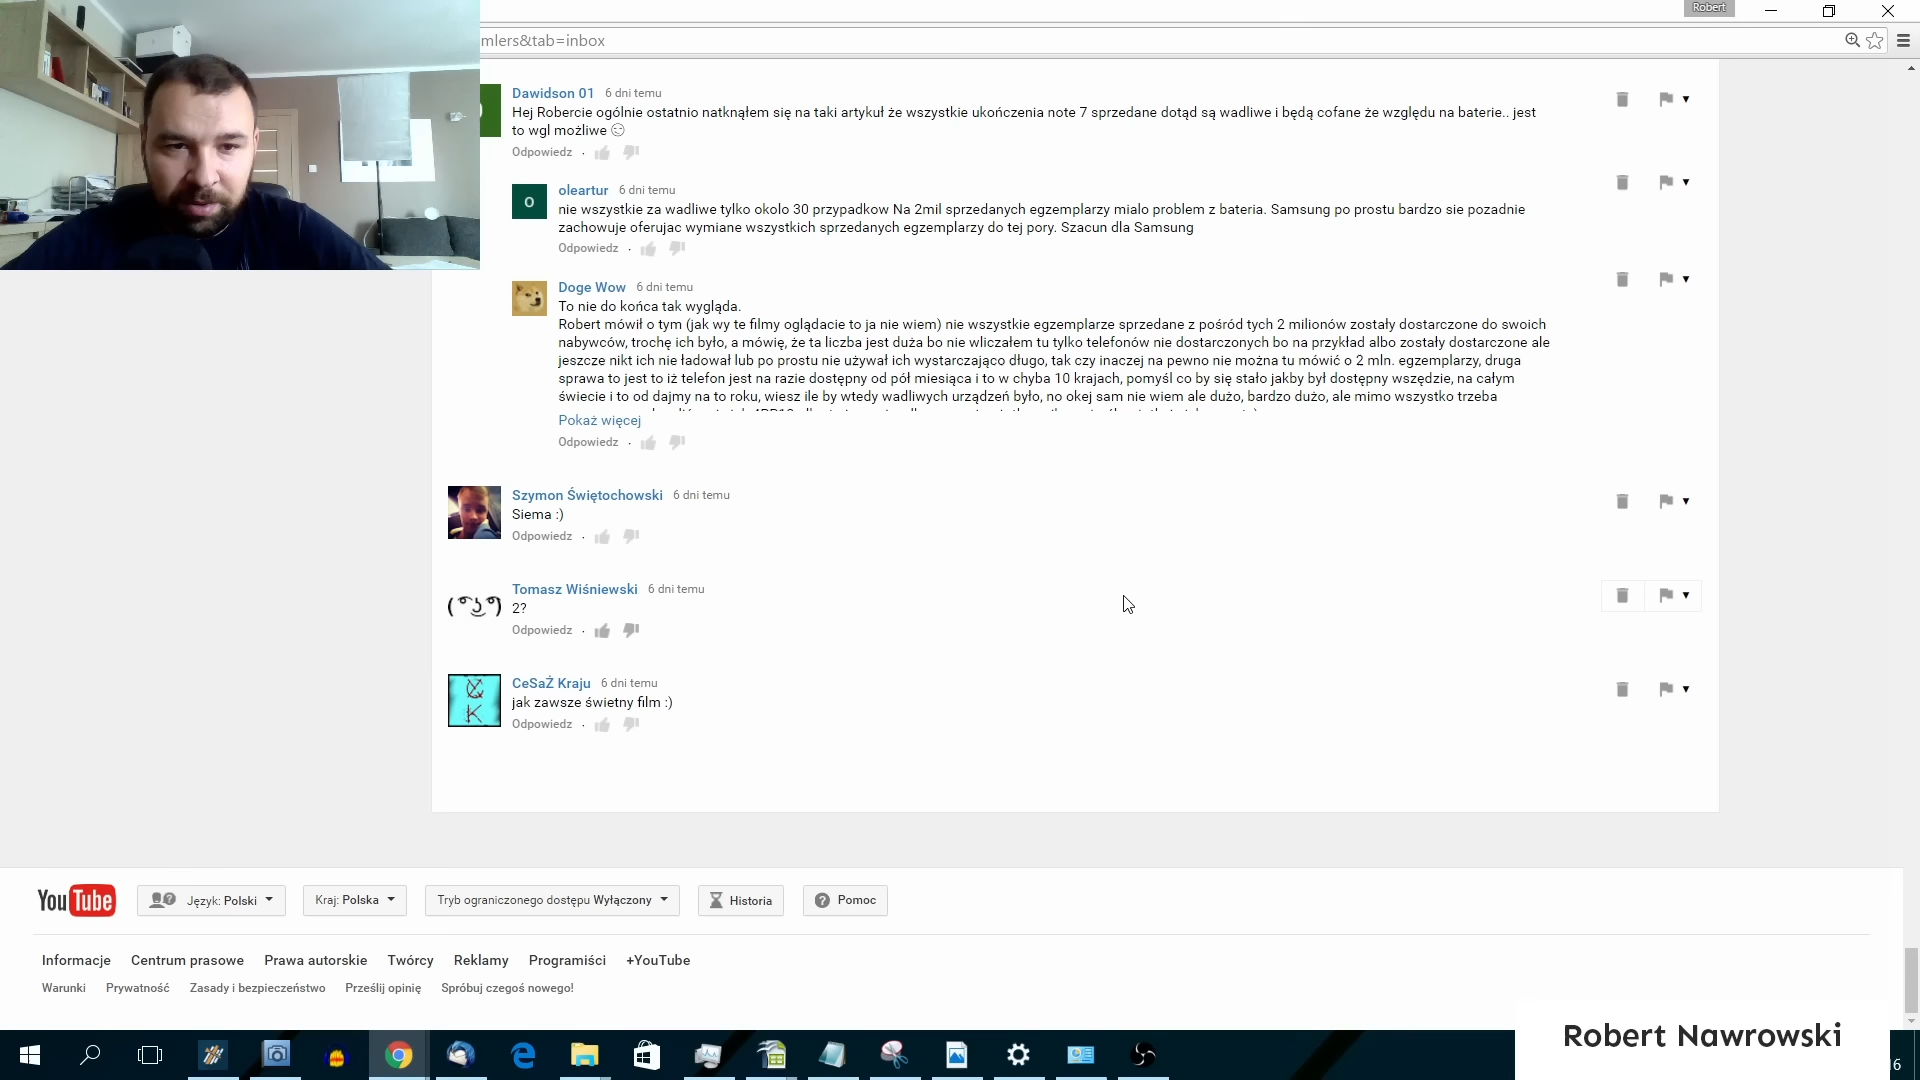 Robert
mlers&tab=inbox
Dawidson 01 6 dni temu
Hej Robercie ogólnie ostatnio natknąłem się na taki artykuł że wszystkie ukończenia note 7 sprzedane dotąd są wadliwe i będą cofane że względu na baterie.. jest
to wgl możliwe
Odpowiedz
O
oleartur 6 dni temu
nie wszystkie za wadliwe tylko okolo 30 przypadkow Na 2mil sprzedanych egzemplarzy mialo problem z bateria. Samsung po prostu bardzo sie pozadnie
zachowuje oferujac wymiane wszystkich sprzedanych egzemplarzy do tej pory. Szacun dla Samsung
Odpowiedz
Doge Wow 6 dni temu
To nie do końca tak wygląda.
Robert mówił o tym (jak wy te filmy oglądacie to ja nie wiem) nie wszystkie egzemplarze sprzedane z pośród tych 2 milionów zostały dostarczone do swoich
nabywców, trochę ich było, a mówię, że ta liczba jest duża bo nie wliczałem tu tylko telefonów nie dostarczonych bo na przykład albo zostały dostarczone ale
jeszcze nikt ich nie ładował lub po prostu nie używał ich wystarczająco długo, tak czy inaczej na pewno nie można tu mówić o 2 mln. egzemplarzy, druga
sprawa to jest to iż telefon jest na razie dostępny od pół miesiąca i to w chyba 10 krajach, pomyśl co by się stało jakby był dostępny wszędzie, na całym
świecie i to od dajmy na to roku, wiesz ile by wtedy wadliwych urządzeń było, no okej sam nie wiem ale dużo, bardzo dużo, ale mimo wszystko trzeba
Pokaż więcej
Odpowiedz
Szymon Świętochowski 6 dni temu
Siema :)
Odpowiedz
Tomasz Wiśniewski 6 dni temu
2?
Odpowiedz
CeSaŻ Kraju 6 dni temu
jak zawsze świetny film :)
Odpowiedz
YouTube Język: Polski Kraj: Polska Tryb ograniczonego dostępu Wyłączony Historia Pomoc
Informacje Centrum prasowe Prawa autorskie Twórcy Reklamy Programiści +YouTube
Warunki Prywatność Zasady i bezpieczeństwo Prześlij opinię Spróbuj czegoś nowego!
Robert Nawrowski
16